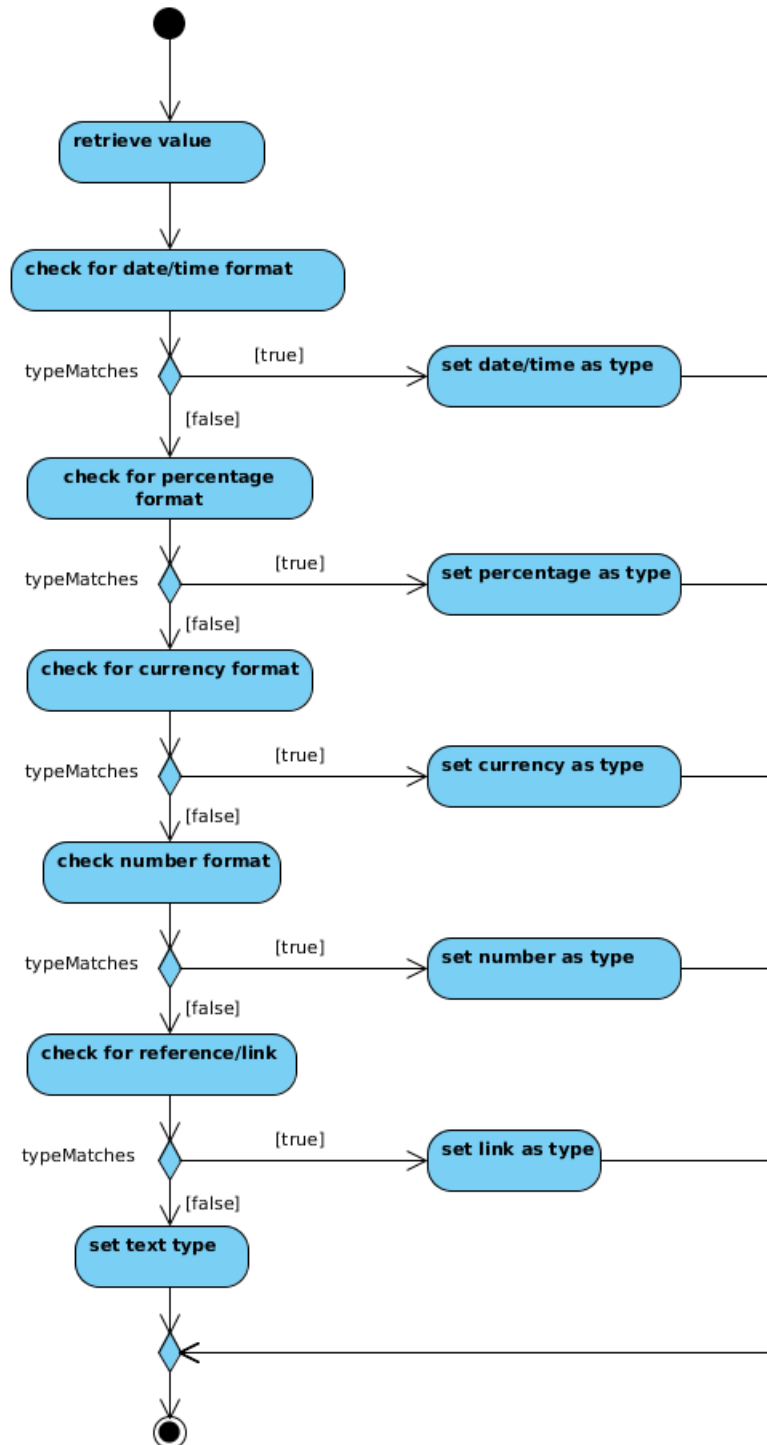 retrieve value
check for date/time format
[true]
typeMatches
set date/time as type
[false]
check for percentage
format
[true]
typeMatches
set percentage as type
[false]
check for currency format
[true]
typeMatches
set currency as type
[false]
check number format
[true]
typeMatches
set number as type
[false]
check for reference/link
[true]
typeMatches
set link as type
[false]
set text type